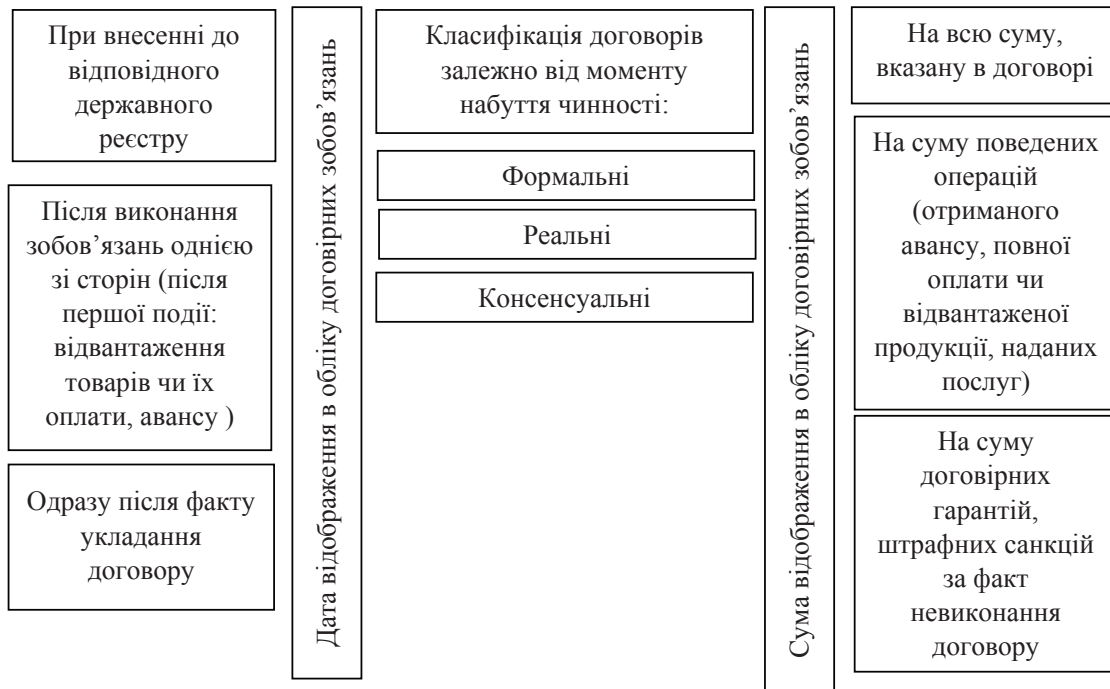 При внесенні до
відповідного
державного
реєстру
Після виконання
зобов’язань однією
зі сторін (після
першої події:
відвантаження
товарів чи їх
оплати, авансу )
Одразу після факту
укладання
договору
Дата відображення в обліку договірних зобов’язань
Класифікація договорів
залежно від моменту
набуття чинності:
Формальні
Реальні
Консенсуальні
Сума відображення в обліку договірних зобов’язань
На всю суму,
вказану в договорі
На суму поведених
операцій
(отриманого
авансу, повної
оплати чи
відвантаженої
продукції, наданих
послуг)
На суму
договірних
гарантій,
штрафних санкцій
за факт
невиконання
договору